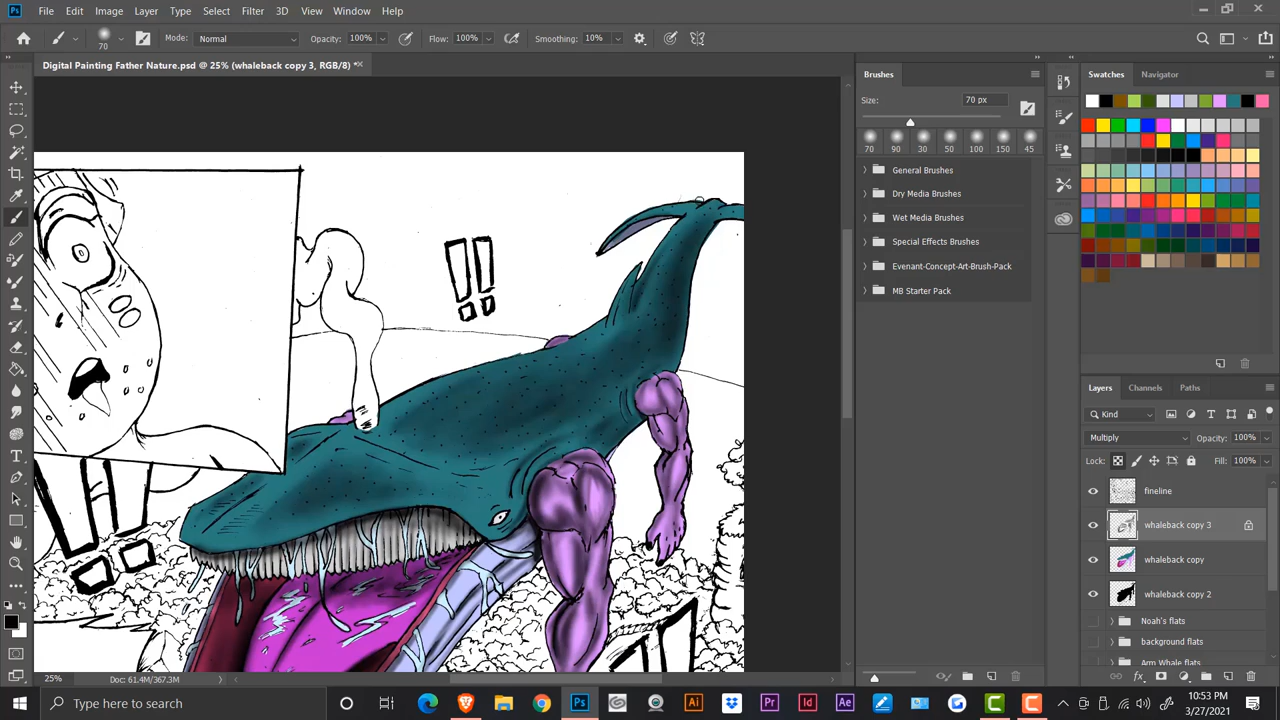 File Edit Image Layer Type Select Filter 3D View Window Help
70 Mode: Normal Opacity: 100% Flow: 100% Smoothing: 10%
Digital Painting Father Nature.psd @ 25% (whaleback copy 3, RGB/8) *
Brushes
Size: 70 px
70 90 30 50 100 150 45
General Brushes
Dry Media Brushes
Wet Media Brushes
Special Effects Brushes
Evenant-Concept-Art-Brush-Pack
MB Starter Pack
Swatches Navigator
Layers Channels Paths
Kind
Multiply Opacity: 100%
Lock: Fill: 100%
fineline
whaleback copy 3
whaleback copy
whaleback copy 2
Noah's flats
background flats
Arm Whale flats
!!
!!
25% Doc: 61.4M/367.3M
Type here to search
10:53 PM
3/27/2021